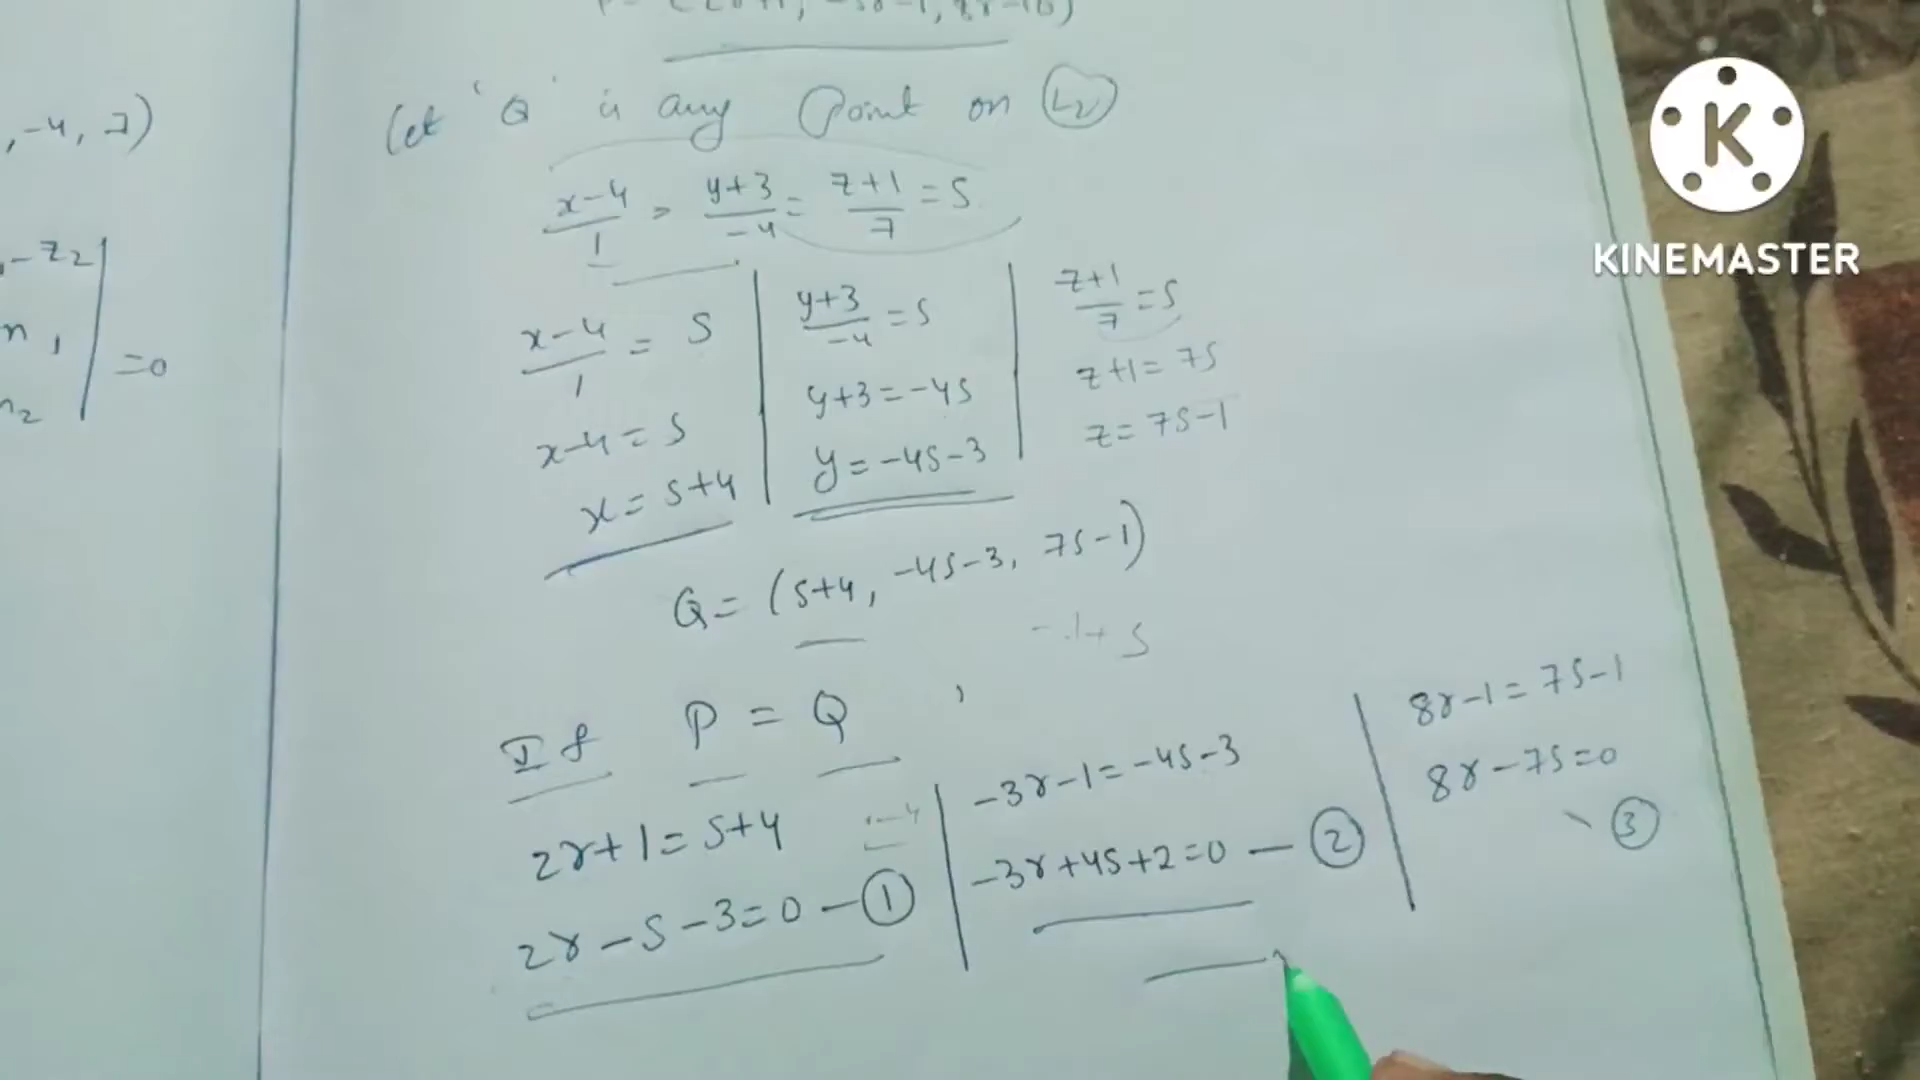 , -4, 7)
- z2
n1
n2
=0
Let 'Q' is any Point on L2
x-4/1 = y+3/-4 = z+1/7 = s
x-4/1 = s
x-4 = s
x = s+4
y+3/-4 = s
y+3 = -4s
y = -4s-3
z+1/7 = s
z+1 = 7s
z = 7s-1
Q = (s+4, -4s-3, 7s-1)
If P = Q,
2r+1 = s+4
2r-s-3=0 — ①
-3r-1 = -4s-3
-3r+4s+2=0 — ②
8r-1 = 7s-1
8r-7s=0
③
K
KINEMASTER